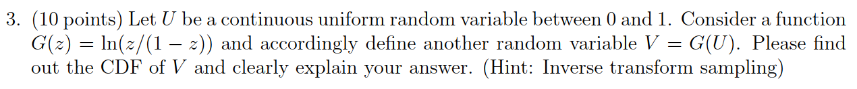 3. (10 points) Let U be a continuous uniform random variable between 0 and 1. Consider a function
G(z) = ln(z/(1 − z)) and accordingly define another random variable V = G(U). Please find
out the CDF of V and clearly explain your answer. (Hint: Inverse transform sampling)